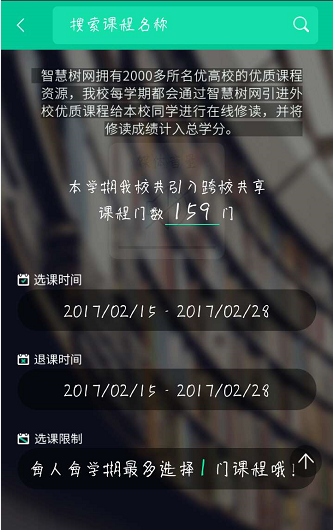 搜索课程名称
智慧树网拥有2000多所名优高校的优质课程
资源，我校每学期都会通过智慧树网引进外
校优质课程给本校同学进行在线修读，并将
修读成绩计入总学分。
本学期我校共引入跨校共享
课程门数 159 门
选课时间
2017/02/15 - 2017/02/28
退课时间
2017/02/15 - 2017/02/28
选课限制
每人每学期最多选择1门课程哦！